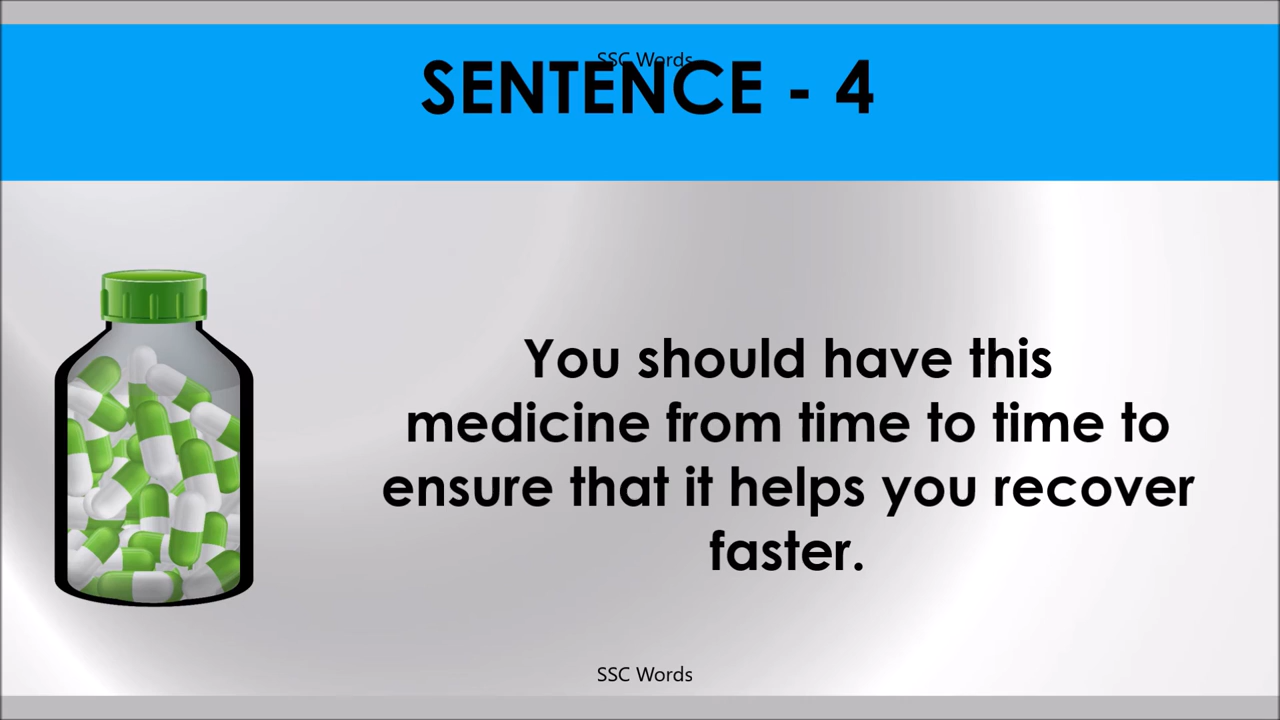 SSC Words
SENTENCE - 4
You should have this
medicine from time to time to
ensure that it helps you recover
faster.
SSC Words